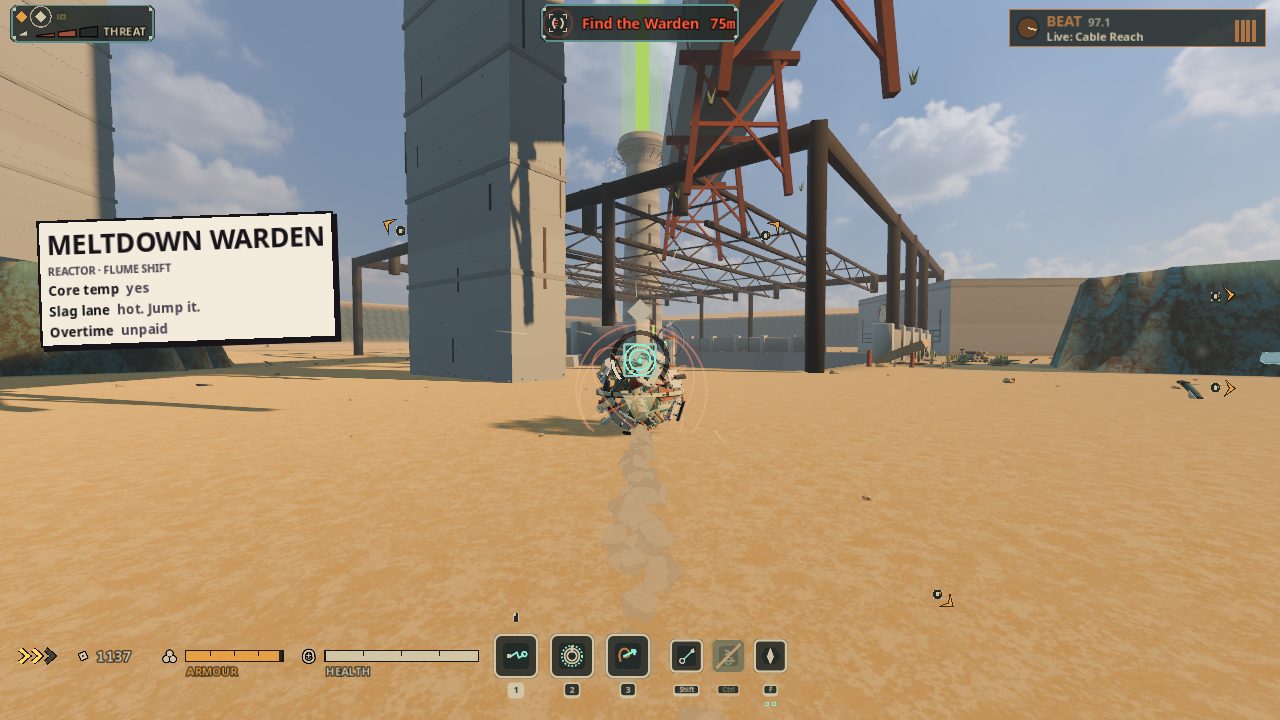 THREAT
Find the Warden 75m
BEAT 97.1
Live: Cable Reach
MELTDOWN WARDEN
REACTOR · FLUME SHIFT
Core temp yes
Slag lane hot. Jump it.
Overtime unpaid
1137
ARMOUR
HEALTH
1
2
3
Shift
Ctrl
F